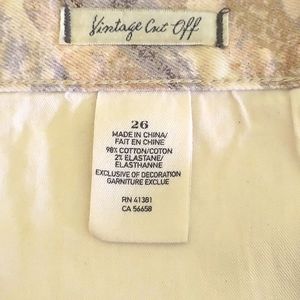 Vintage Cut Off
26
MADE IN CHINA/
FAIT EN CHINE
98% COTTON/COTON
2% ELASTANE/
ELASTHANNE
EXCLUSIVE OF DECORATION
GARNITURE EXCLUE
RN 41381
CA 56658